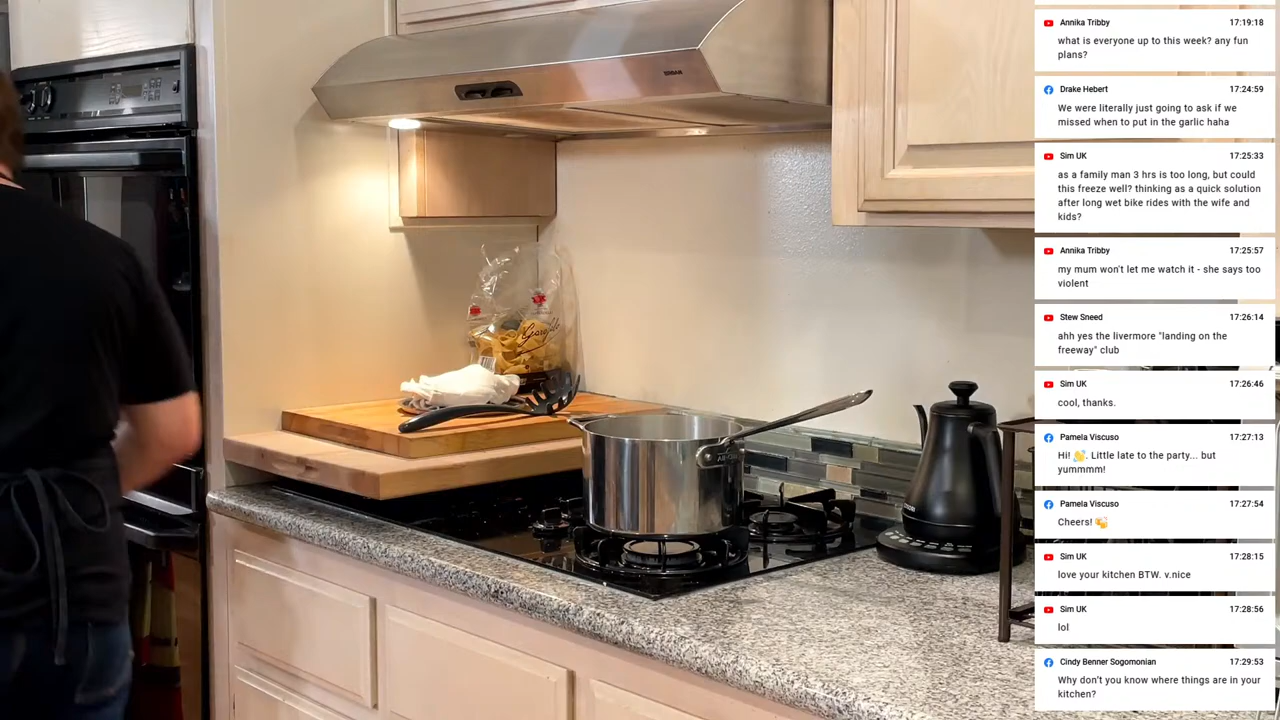 BROAN
Garofalo
ALL-CLAD
Annika Tribby 17:19:18
what is everyone up to this week? any fun
plans?
Drake Hebert 17:24:59
We were literally just going to ask if we
missed when to put in the garlic haha
Sim UK 17:25:33
as a family man 3 hrs is too long, but could
this freeze well? thinking as a quick solution
after long wet bike rides with the wife and
kids?
Annika Tribby 17:25:57
my mum won't let me watch it - she says too
violent
Stew Sneed 17:26:14
ahh yes the livermore "landing on the
freeway" club
Sim UK 17:26:46
cool, thanks.
Pamela Viscuso 17:27:13
Hi! 👋. Little late to the party... but
yummmm!
Pamela Viscuso 17:27:54
Cheers! 🍻
Sim UK 17:28:15
love your kitchen BTW. v.nice
Sim UK 17:28:56
lol
Cindy Benner Sogomonian 17:29:53
Why don't you know where things are in your
kitchen?